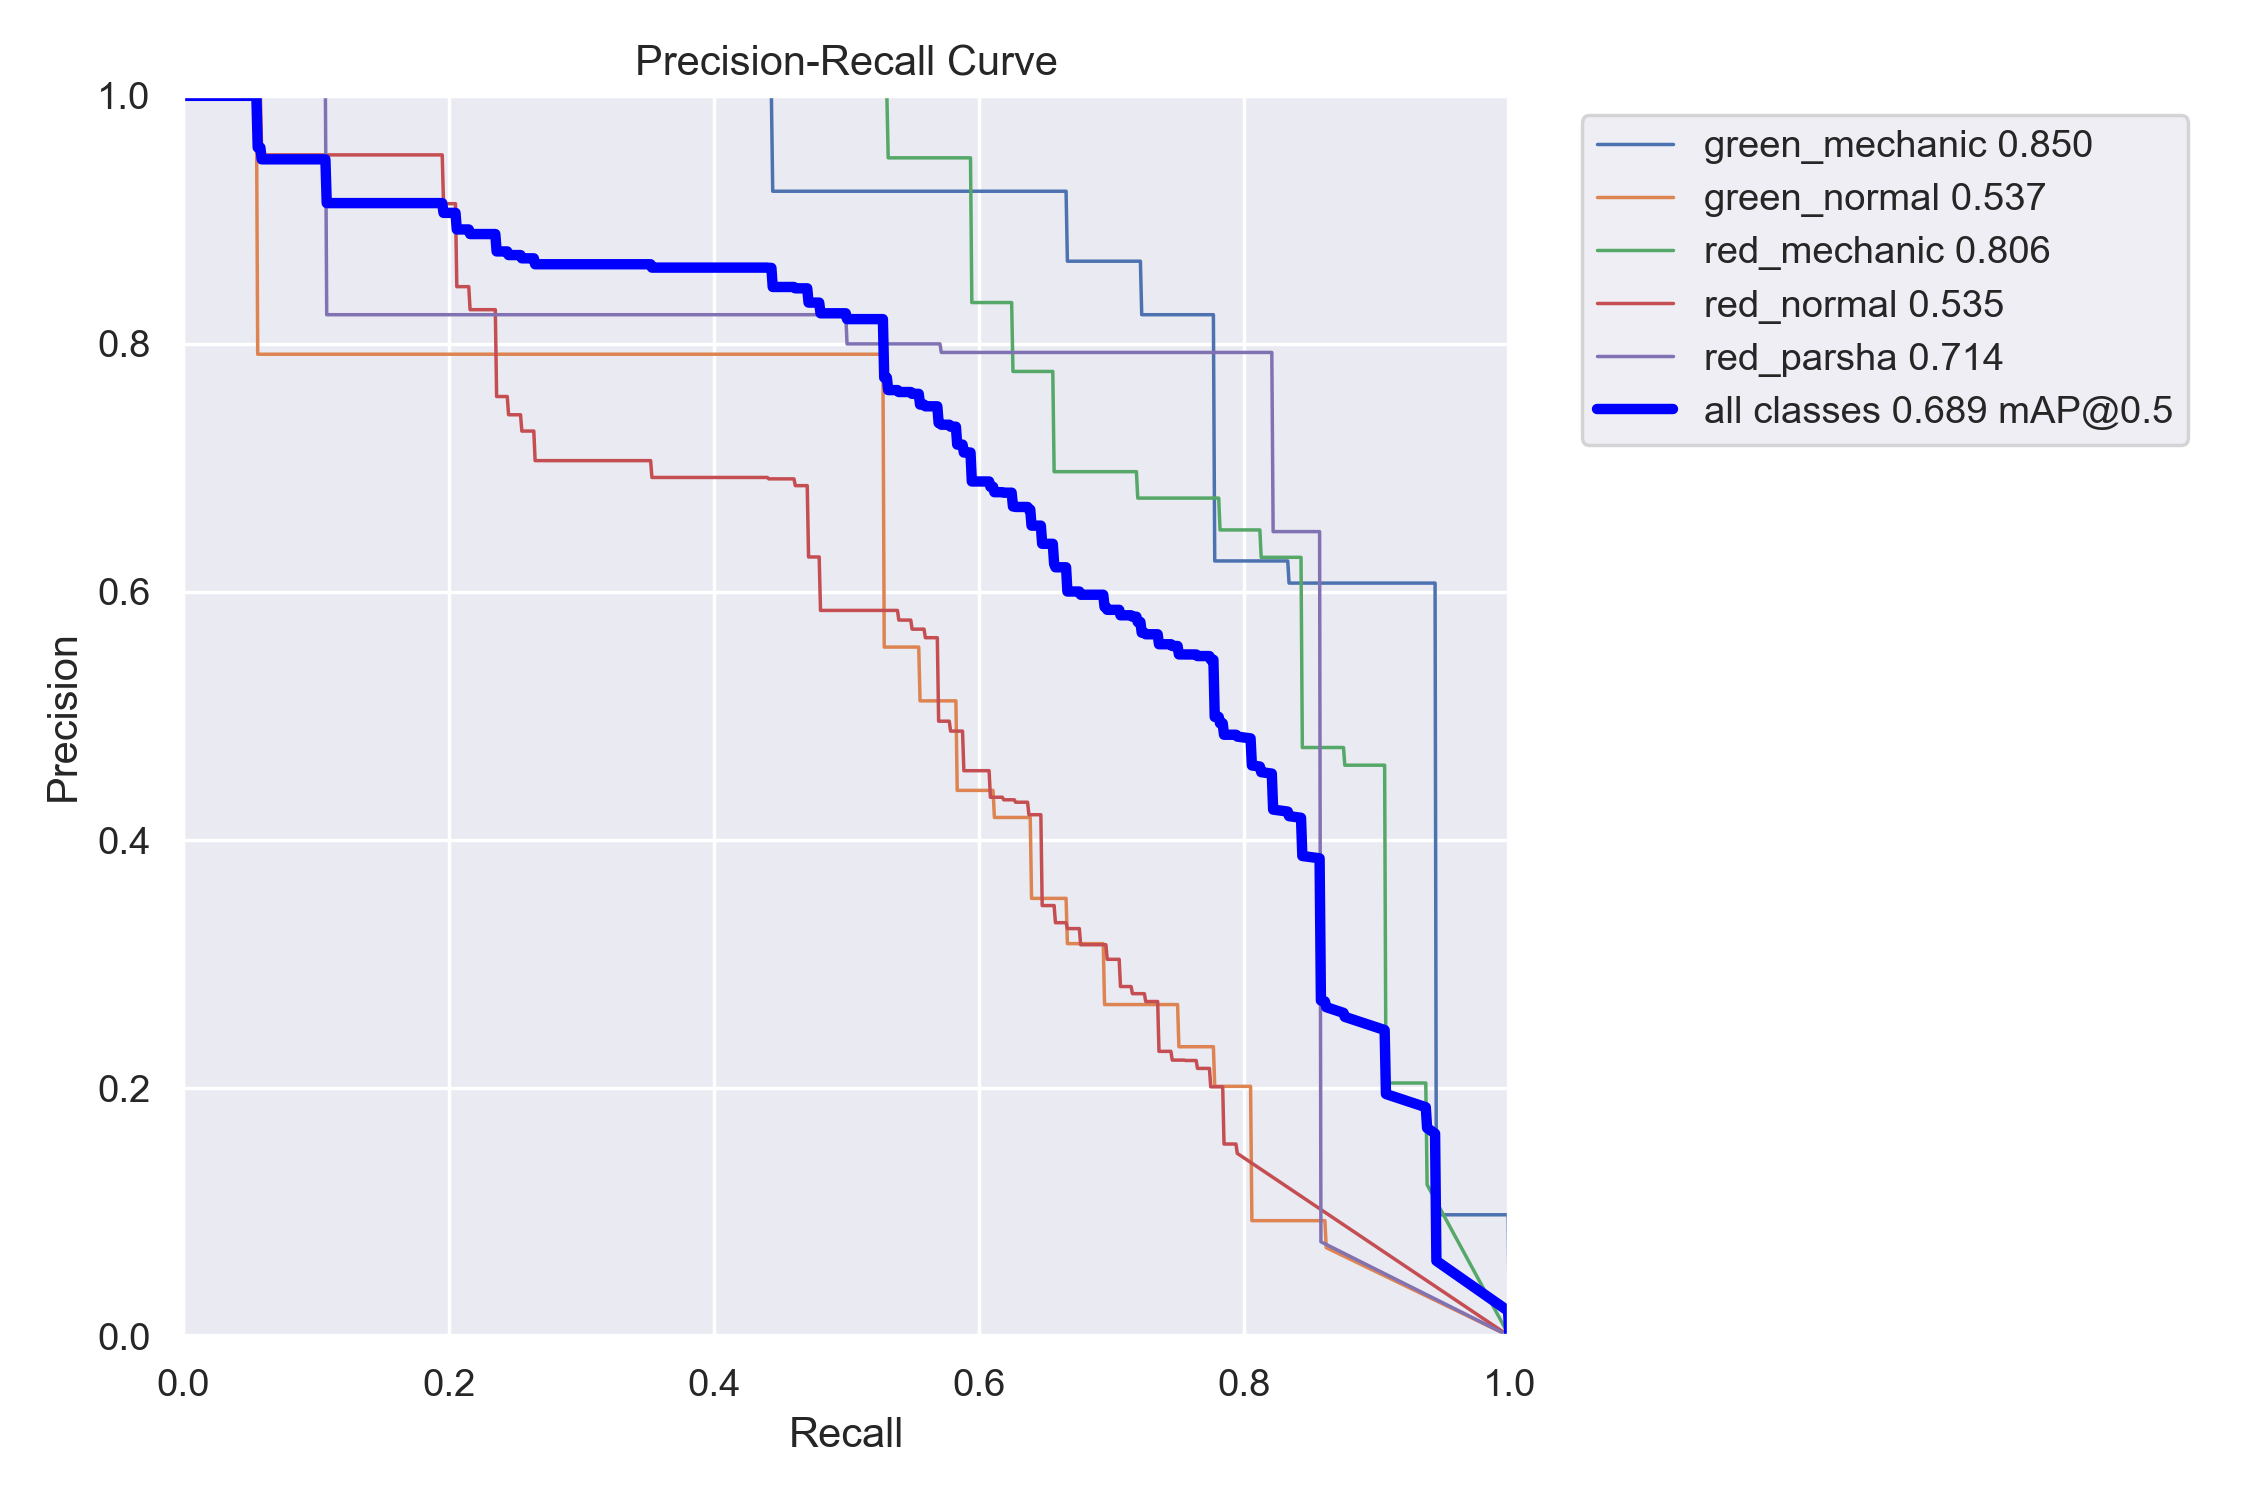 Precision-Recall Curve
1.0
0.8
0.6
0.4
0.2
0.0
Precision
0.0 0.2 0.4 0.6 0.8 1.0
Recall
green_mechanic 0.850
green_normal 0.537
red_mechanic 0.806
red_normal 0.535
red_parsha 0.714
all classes 0.689 mAP@0.5